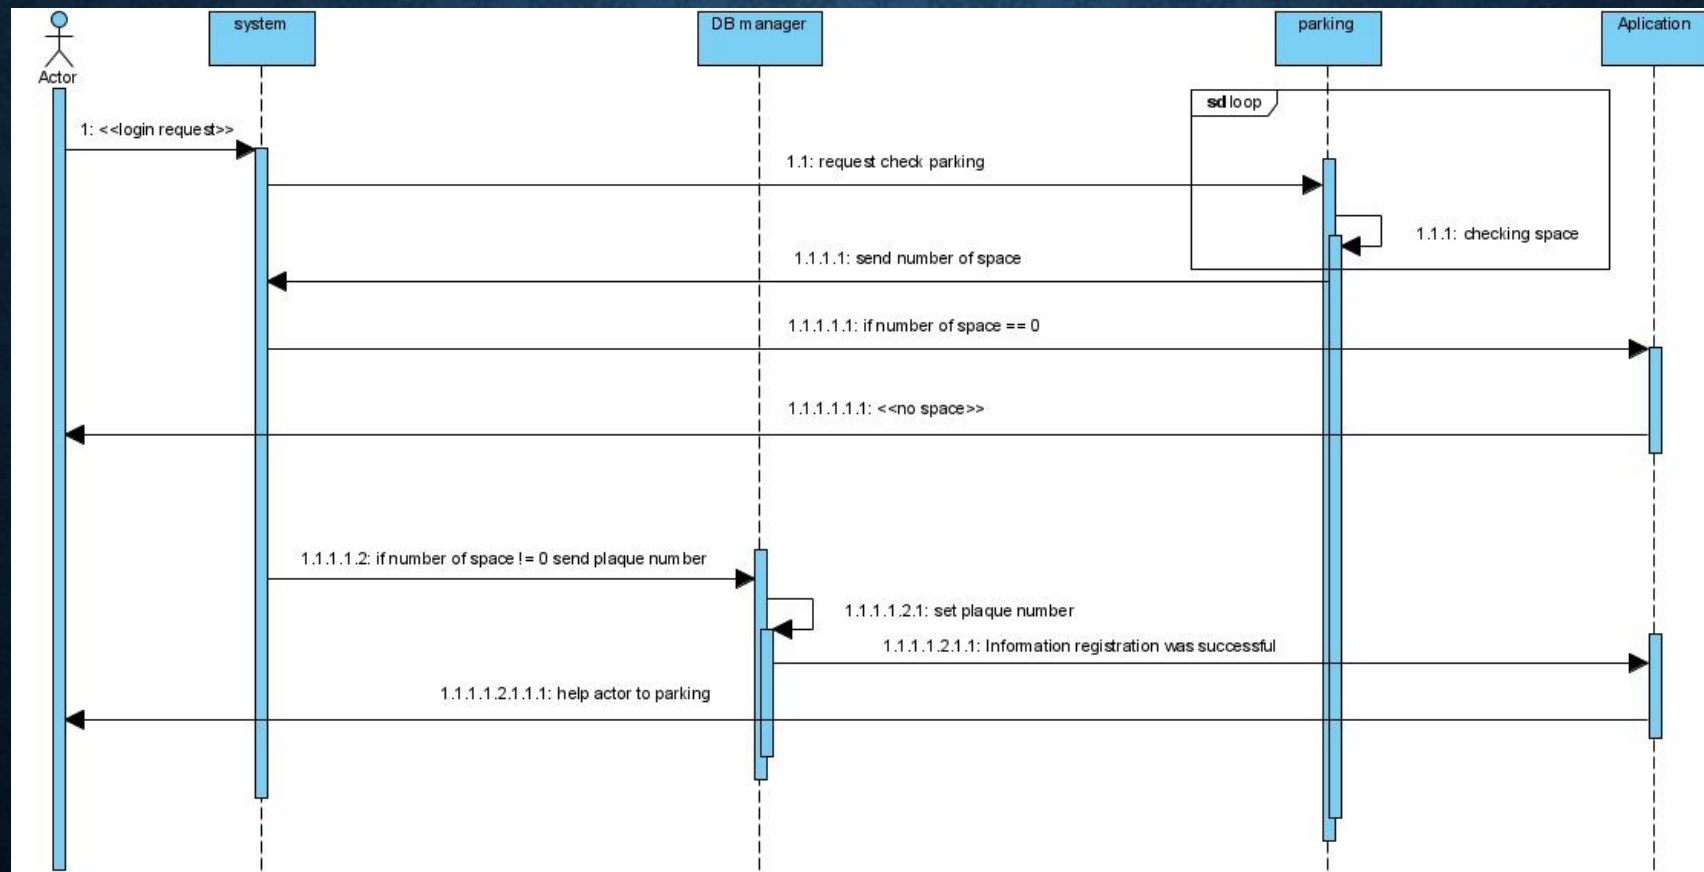 system
DB manager
parking
Aplication
Actor
sd loop
1: <<login request>>
1.1: request check parking
1.1.1: checking space
1.1.1.1: send number of space
1.1.1.1.1: if number of space == 0
1.1.1.1.1.1: <<no space>>
1.1.1.1.2: if number of space != 0 send plaque number
1.1.1.1.2.1: set plaque number
1.1.1.1.2.1.1: Information registration was successful
1.1.1.1.2.1.1.1: help actor to parking